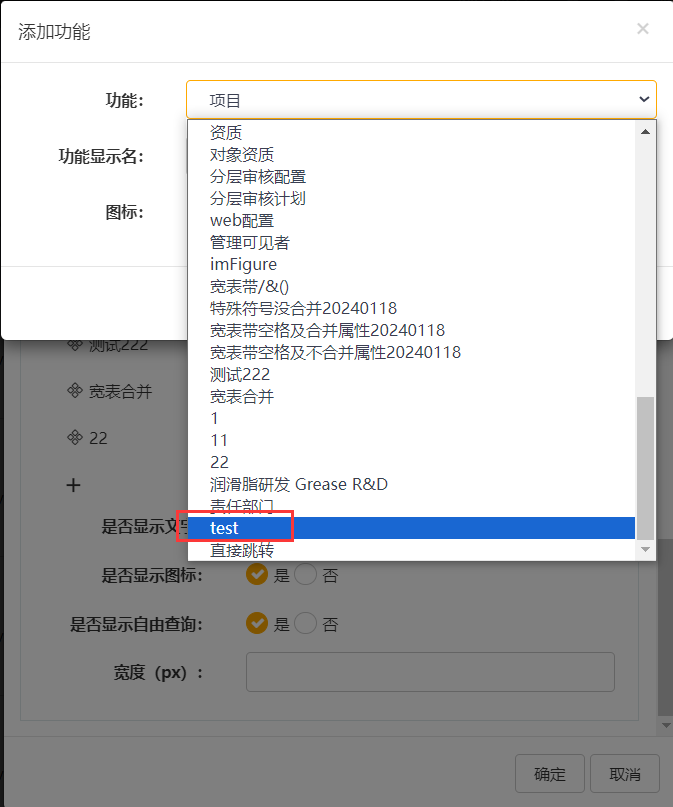 添加功能 ×
功能: 项目
功能显示名:
图标:
资质
对象资质
分层审核配置
分层审核计划
web配置
管理可见者
imFigure
宽表带/&()
特殊符号没合并20240118
宽表带空格及合并属性20240118
宽表带空格及不合并属性20240118
测试222
宽表合并
1
11
22
润滑脂研发 Grease R&D
责任部门
test
直接跳转
测试222
宽表合并
22
+
是否显示文字
是否显示图标: 是 否
是否显示自由查询: 是 否
宽度（px）:
确定 取消